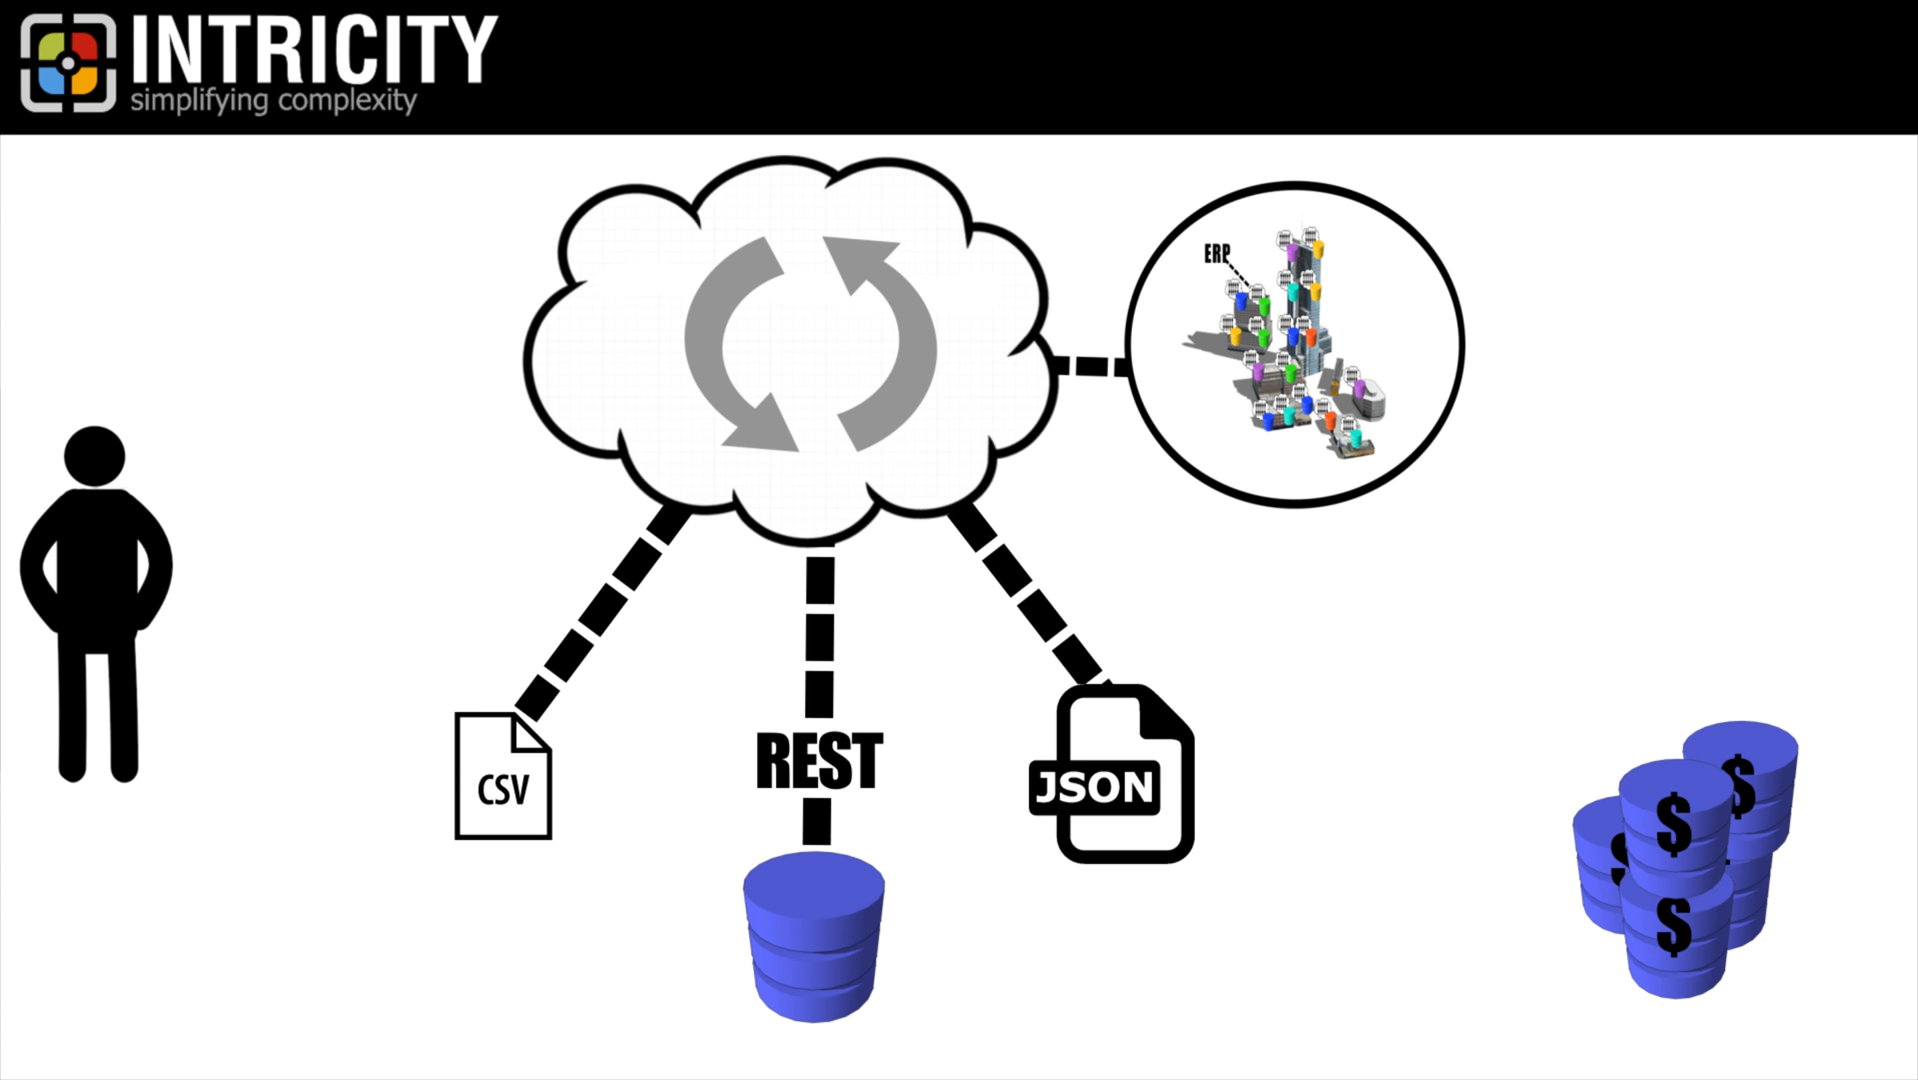 INTRICITY
simplifying complexity
ERP
CSV
REST
JSON
$
$
$
$